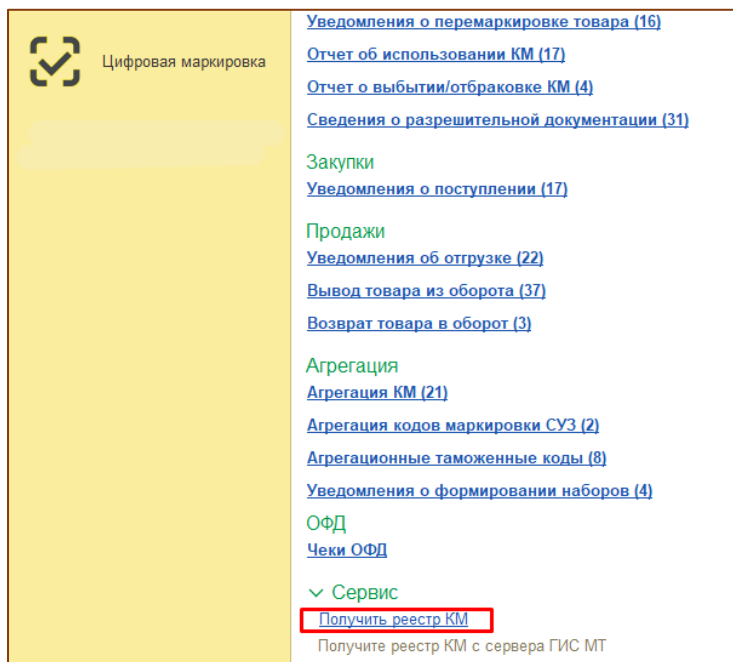 Уведомления о перемаркировке товара (16)
Цифровая маркировка
Отчет об использовании КМ (17)
Отчет о выбытии/отбраковке КМ (4)
Сведения о разрешительной документации (31)
Закупки
Уведомления о поступлении (17)
Продажи
Уведомления об отгрузке (22)
Вывод товара из оборота (37)
Возврат товара в оборот (3)
Агрегация
Агрегация КМ (21)
Агрегация кодов маркировки СУЗ (2)
Агрегационные таможенные коды (8)
Уведомления о формировании наборов (4)
ОФД
Чеки ОФД
Сервис
Получить реестр КМ
Получите реестр КМ с сервера ГИС МТ